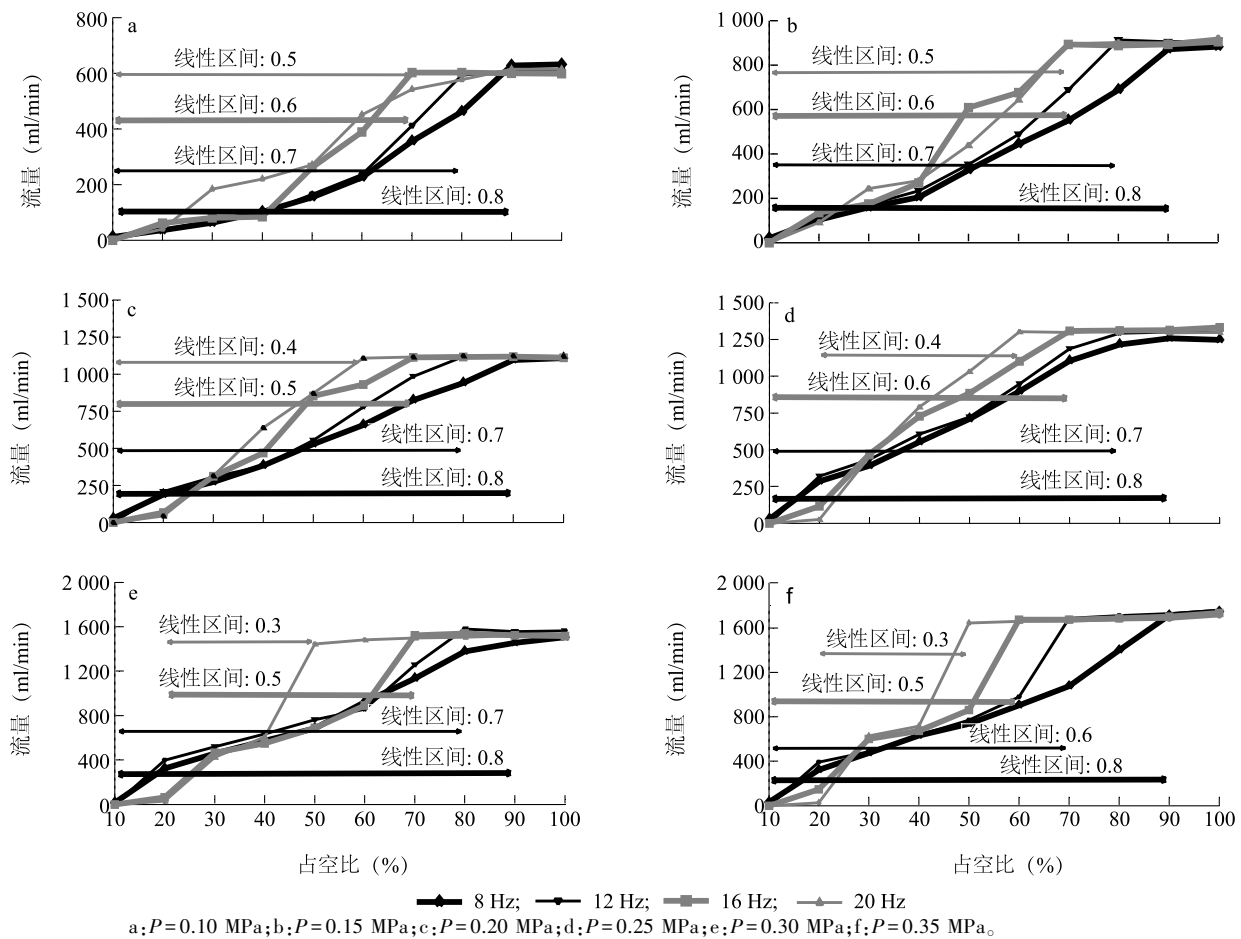 a
800
600
400
200
0
流量 (ml/min)
线性区间: 0.5
线性区间: 0.6
线性区间: 0.7
线性区间: 0.8
b
1 000
800
600
400
200
0
流量 (ml/min)
线性区间: 0.5
线性区间: 0.6
线性区间: 0.7
线性区间: 0.8
c
1 500
1 250
1 000
750
500
250
0
流量 (ml/min)
线性区间: 0.4
线性区间: 0.5
线性区间: 0.7
线性区间: 0.8
d
1 500
1 250
1 000
750
500
250
0
流量 (ml/min)
线性区间: 0.4
线性区间: 0.6
线性区间: 0.7
线性区间: 0.8
e
2 000
1 600
1 200
800
400
0
流量 (ml/min)
线性区间: 0.3
线性区间: 0.5
线性区间: 0.7
线性区间: 0.8
10 20 30 40 50 60 70 80 90 100
占空比 (%)
f
2 000
1 600
1 200
800
400
0
流量 (ml/min)
线性区间: 0.3
线性区间: 0.5
线性区间: 0.6
线性区间: 0.8
10 20 30 40 50 60 70 80 90 100
占空比 (%)
8 Hz; 12 Hz; 16 Hz; 20 Hz
a:P=0.10 MPa;b:P=0.15 MPa;c:P=0.20 MPa;d:P=0.25 MPa;e:P=0.30 MPa;f:P=0.35 MPa。